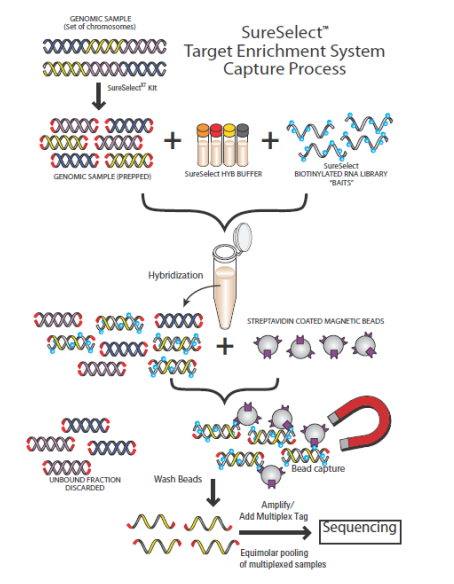 GENOMIC SAMPLE
(Set of chromosomes)
SureSelect™
Target Enrichment System
Capture Process
SureSelectXT Kit
GENOMIC SAMPLE (PREPPED)
SureSelect HYB BUFFER
SureSelect
BIOTINYLATED RNA LIBRARY
“BAITS”
Hybridization
STREPTAVIDIN COATED MAGNETIC BEADS
UNBOUND FRACTION
DISCARDED
Wash Beads
Bead capture
Amplify/
Add Multiplex Tag
Sequencing
Equimolar pooling
of multiplexed samples